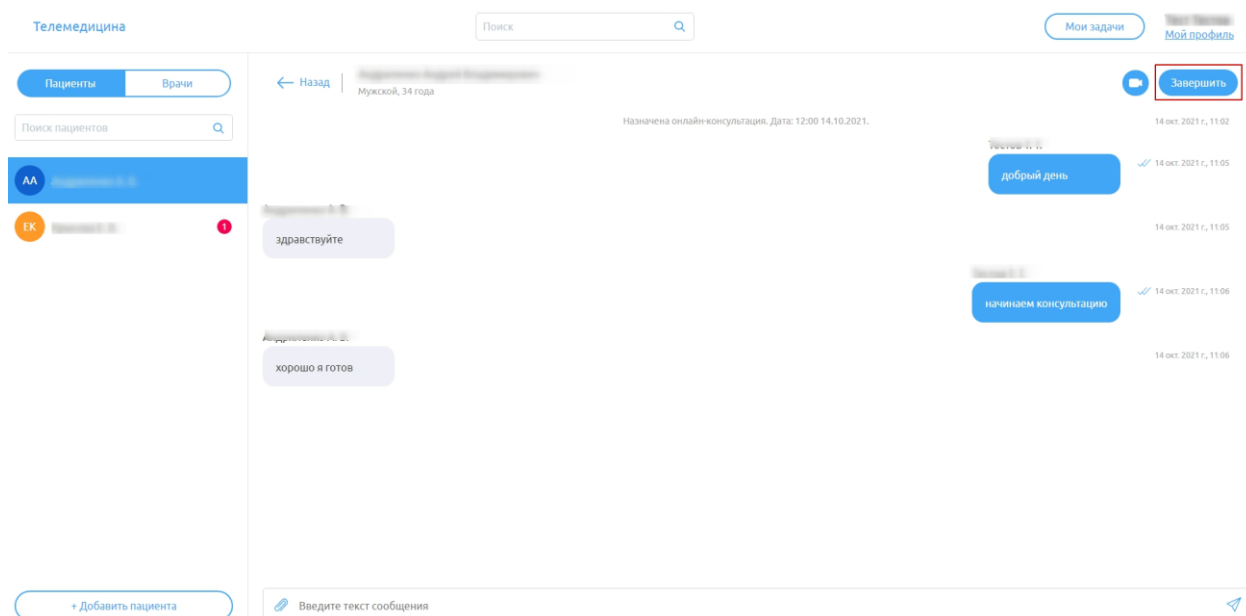 Телемедицина
Поиск
Мои задачи
Мой профиль
Пациенты
Врачи
Назад
Мужской, 34 года
Завершить
Поиск пациентов
Назначена онлайн-консультация. Дата: 12:00 14.10.2021.
14 окт. 2021 г., 11:02
14 окт. 2021 г., 11:05
добрый день
АА
ЕК
1
14 окт. 2021 г., 11:05
здравствуйте
14 окт. 2021 г., 11:06
начинаем консультацию
14 окт. 2021 г., 11:06
хорошо я готов
+ Добавить пациента
Введите текст сообщения